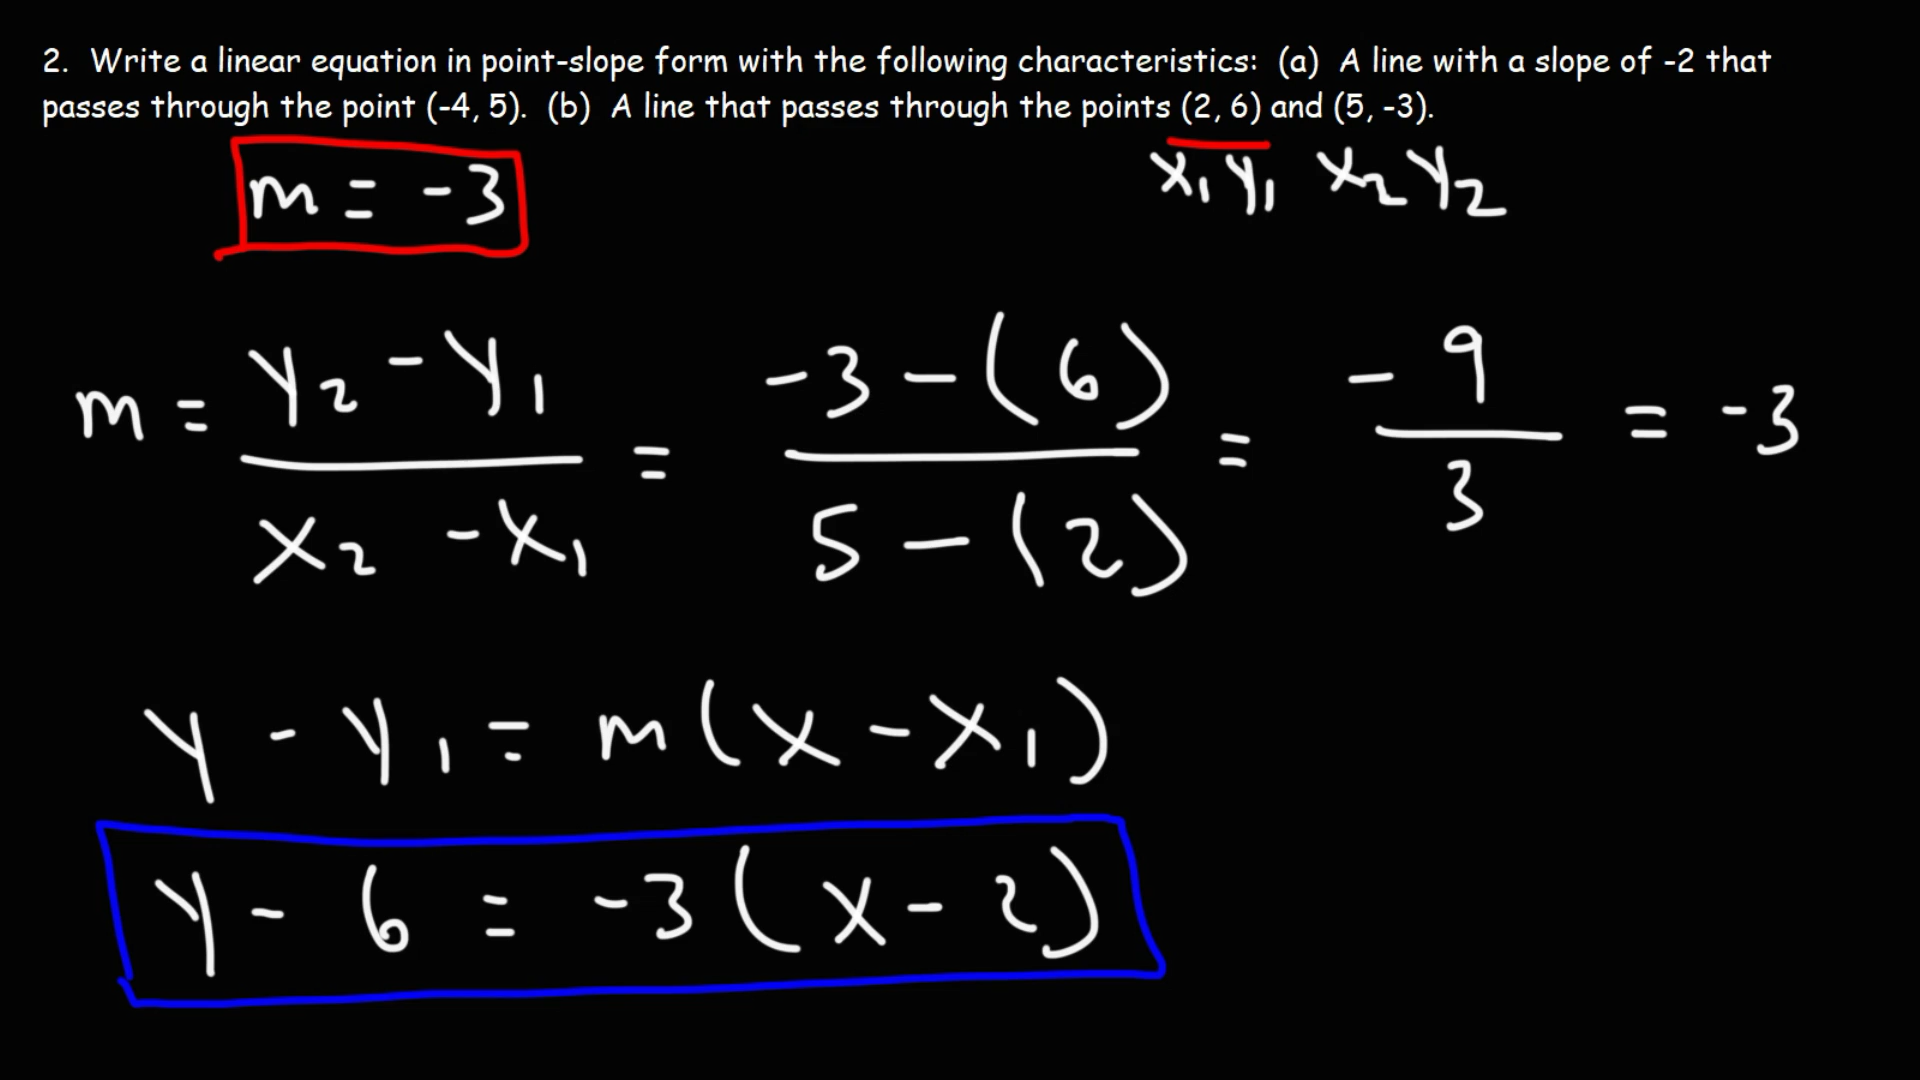 2. Write a linear equation in point-slope form with the following characteristics: (a) A line with a slope of -2 that
passes through the point (-4, 5). (b) A line that passes through the points (2, 6) and (5, -3).
m = -3
x₁ y₁ x₂ y₂
m = y₂ - y₁ / x₂ - x₁ = -3 - (6) / 5 - (2) = -9 / 3 = -3
y - y₁ = m(x - x₁)
y - 6 = -3(x - 2)